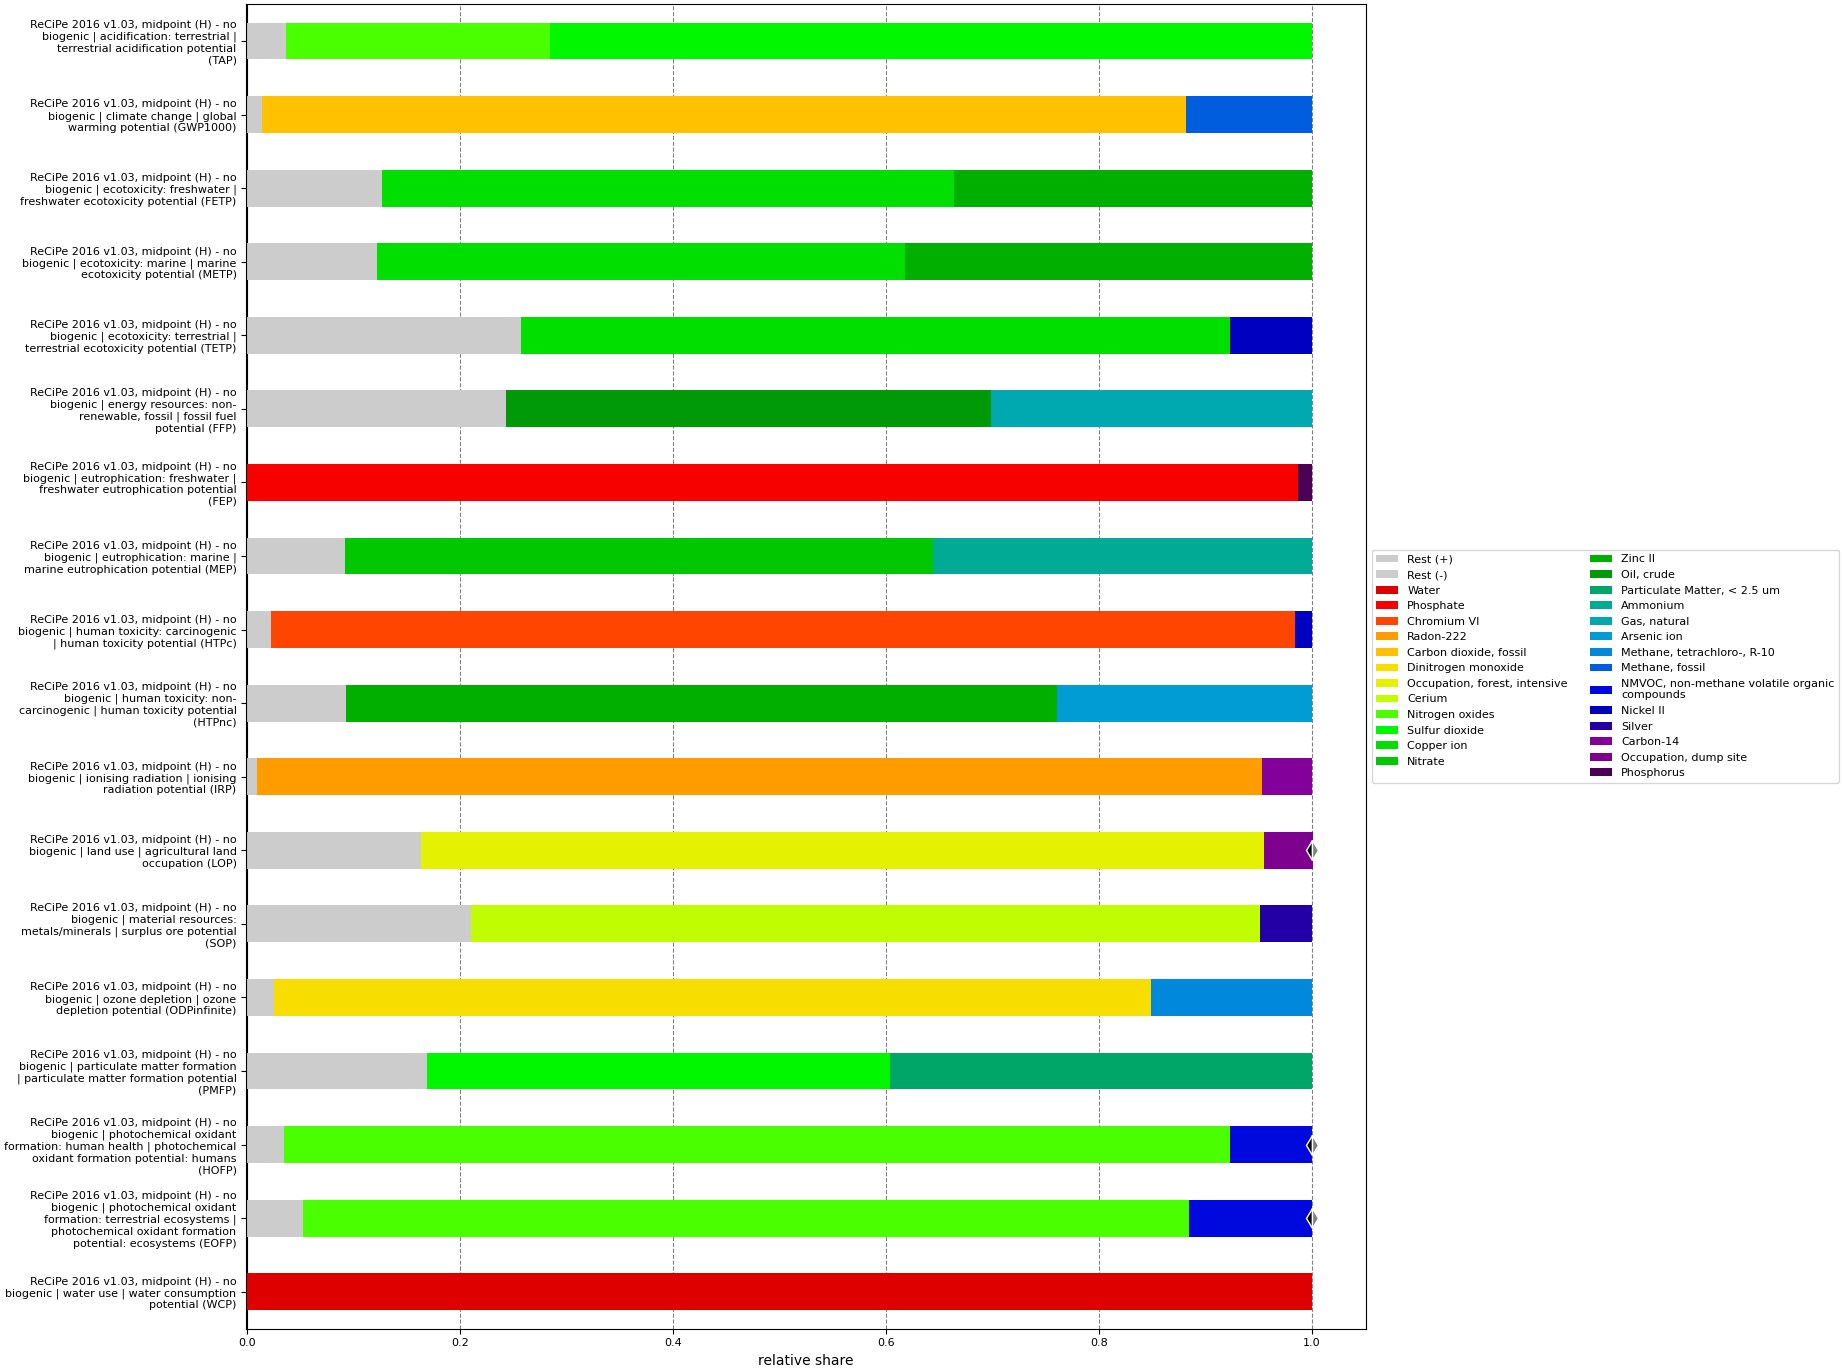 ReCiPe 2016 v1.03, midpoint (H) - no
biogenic | acidification: terrestrial |
terrestrial acidification potential
(TAP)
ReCiPe 2016 v1.03, midpoint (H) - no
biogenic | climate change | global
warming potential (GWP1000)
ReCiPe 2016 v1.03, midpoint (H) - no
biogenic | ecotoxicity: freshwater |
freshwater ecotoxicity potential (FETP)
ReCiPe 2016 v1.03, midpoint (H) - no
biogenic | ecotoxicity: marine | marine
ecotoxicity potential (METP)
ReCiPe 2016 v1.03, midpoint (H) - no
biogenic | ecotoxicity: terrestrial |
terrestrial ecotoxicity potential (TETP)
ReCiPe 2016 v1.03, midpoint (H) - no
biogenic | energy resources: non-
renewable, fossil | fossil fuel
potential (FFP)
ReCiPe 2016 v1.03, midpoint (H) - no
biogenic | eutrophication: freshwater |
freshwater eutrophication potential
(FEP)
ReCiPe 2016 v1.03, midpoint (H) - no
biogenic | eutrophication: marine |
marine eutrophication potential (MEP)
ReCiPe 2016 v1.03, midpoint (H) - no
biogenic | human toxicity: carcinogenic
| human toxicity potential (HTPc)
ReCiPe 2016 v1.03, midpoint (H) - no
biogenic | human toxicity: non-
carcinogenic | human toxicity potential
(HTPnc)
ReCiPe 2016 v1.03, midpoint (H) - no
biogenic | ionising radiation | ionising
radiation potential (IRP)
ReCiPe 2016 v1.03, midpoint (H) - no
biogenic | land use | agricultural land
occupation (LOP)
ReCiPe 2016 v1.03, midpoint (H) - no
biogenic | material resources:
metals/minerals | surplus ore potential
(SOP)
ReCiPe 2016 v1.03, midpoint (H) - no
biogenic | ozone depletion | ozone
depletion potential (ODPinfinite)
ReCiPe 2016 v1.03, midpoint (H) - no
biogenic | particulate matter formation
| particulate matter formation potential
(PMFP)
ReCiPe 2016 v1.03, midpoint (H) - no
biogenic | photochemical oxidant
formation: human health | photochemical
oxidant formation potential: humans
(HOFP)
ReCiPe 2016 v1.03, midpoint (H) - no
biogenic | photochemical oxidant
formation: terrestrial ecosystems |
photochemical oxidant formation
potential: ecosystems (EOFP)
ReCiPe 2016 v1.03, midpoint (H) - no
biogenic | water use | water consumption
potential (WCP)
0.0
0.2
0.4
0.6
0.8
1.0
relative share
Rest (+)
Rest (-)
Water
Phosphate
Chromium VI
Radon-222
Carbon dioxide, fossil
Dinitrogen monoxide
Occupation, forest, intensive
Cerium
Nitrogen oxides
Sulfur dioxide
Copper ion
Nitrate
Zinc II
Oil, crude
Particulate Matter, < 2.5 um
Ammonium
Gas, natural
Arsenic ion
Methane, tetrachloro-, R-10
Methane, fossil
NMVOC, non-methane volatile organic
compounds
Nickel II
Silver
Carbon-14
Occupation, dump site
Phosphorus